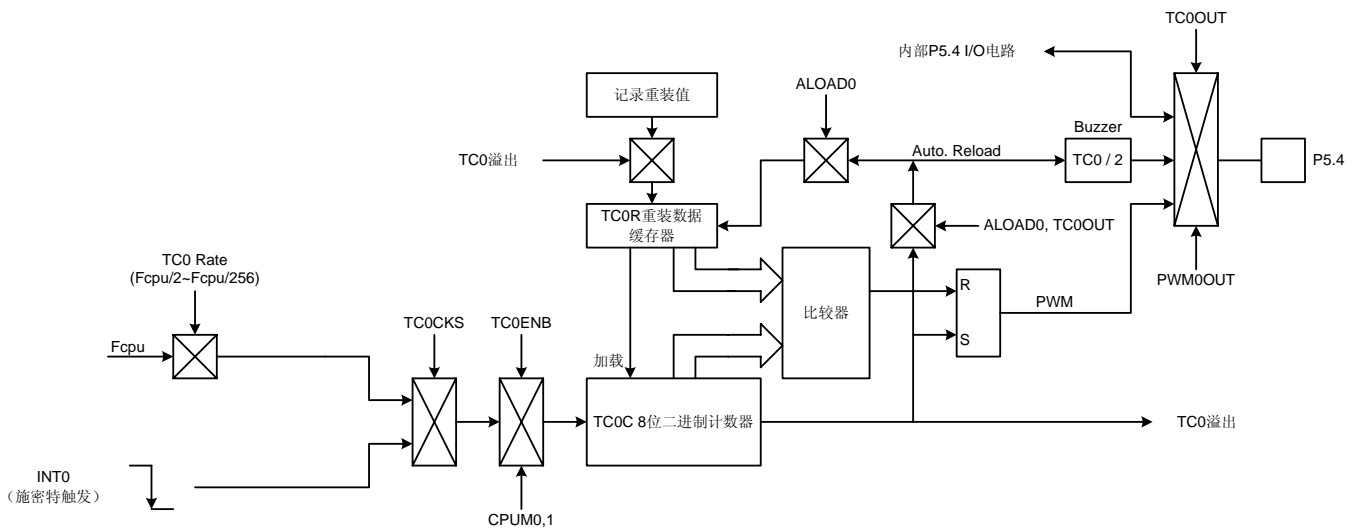 TC0OUT
内部P5.4 I/O电路
记录重装值
ALOAD0
Buzzer
TC0溢出
Auto. Reload
TC0 / 2
P5.4
TC0R重装数据
缓存器
ALOAD0, TC0OUT
TC0 Rate
(Fcpu/2~Fcpu/256)
PWM0OUT
R
比较器
PWM
TC0CKS
TC0ENB
S
Fcpu
加载
TC0C 8位二进制计数器
TC0溢出
INT0
（施密特触发）
CPUM0,1